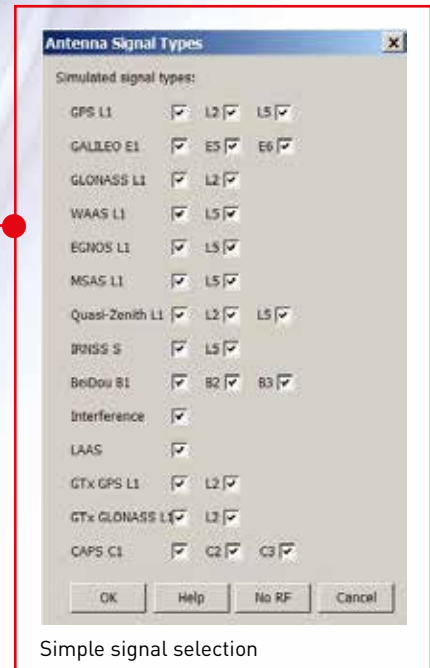 Antenna Signal Types
Simulated signal types:
GPS L1 L2 L5
GALILEO E1 E5 E6
GLONASS L1 L2
WAAS L1 L5
EGNOS L1 L5
MSAS L1 L5
Quasi-Zenith L1 L2 L5
IRNSS S L5
BeiDou B1 B2 B3
Interference
LAAS
GTx GPS L1 L2
GTx GLONASS L1 L2
CAPS C1 C2 C3
OK Help No RF Cancel
Simple signal selection